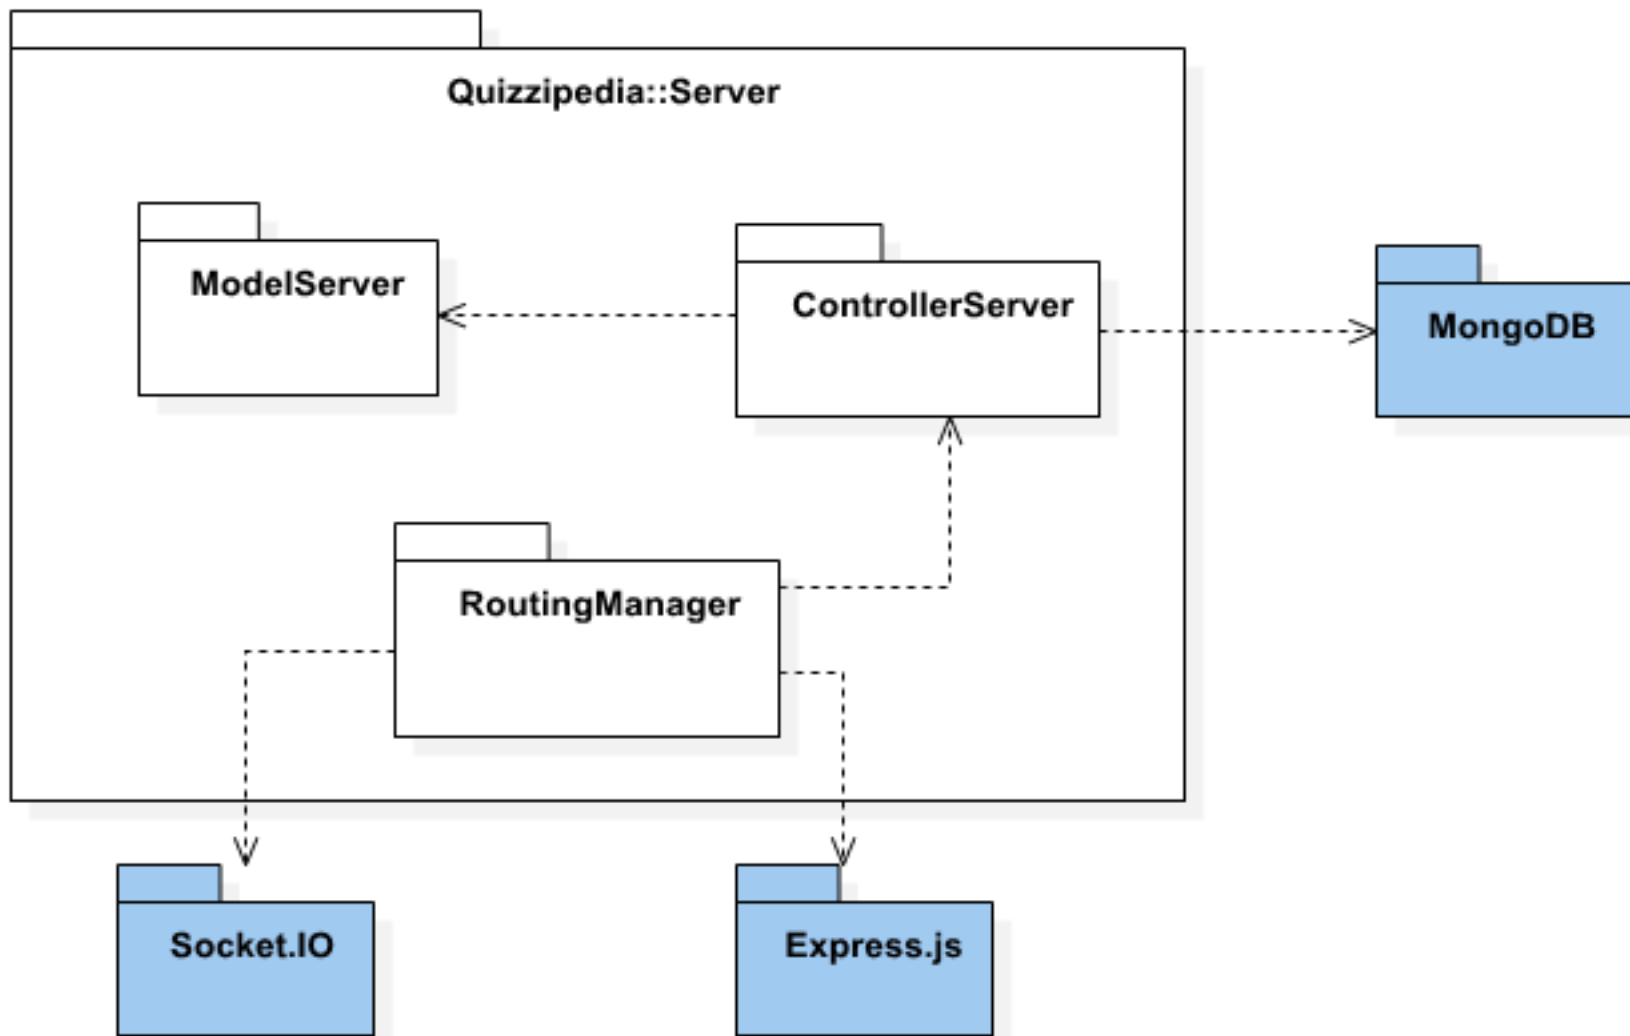 Quizzipedia::Server
ModelServer
ControllerServer
MongoDB
RoutingManager
Socket.IO
Express.js